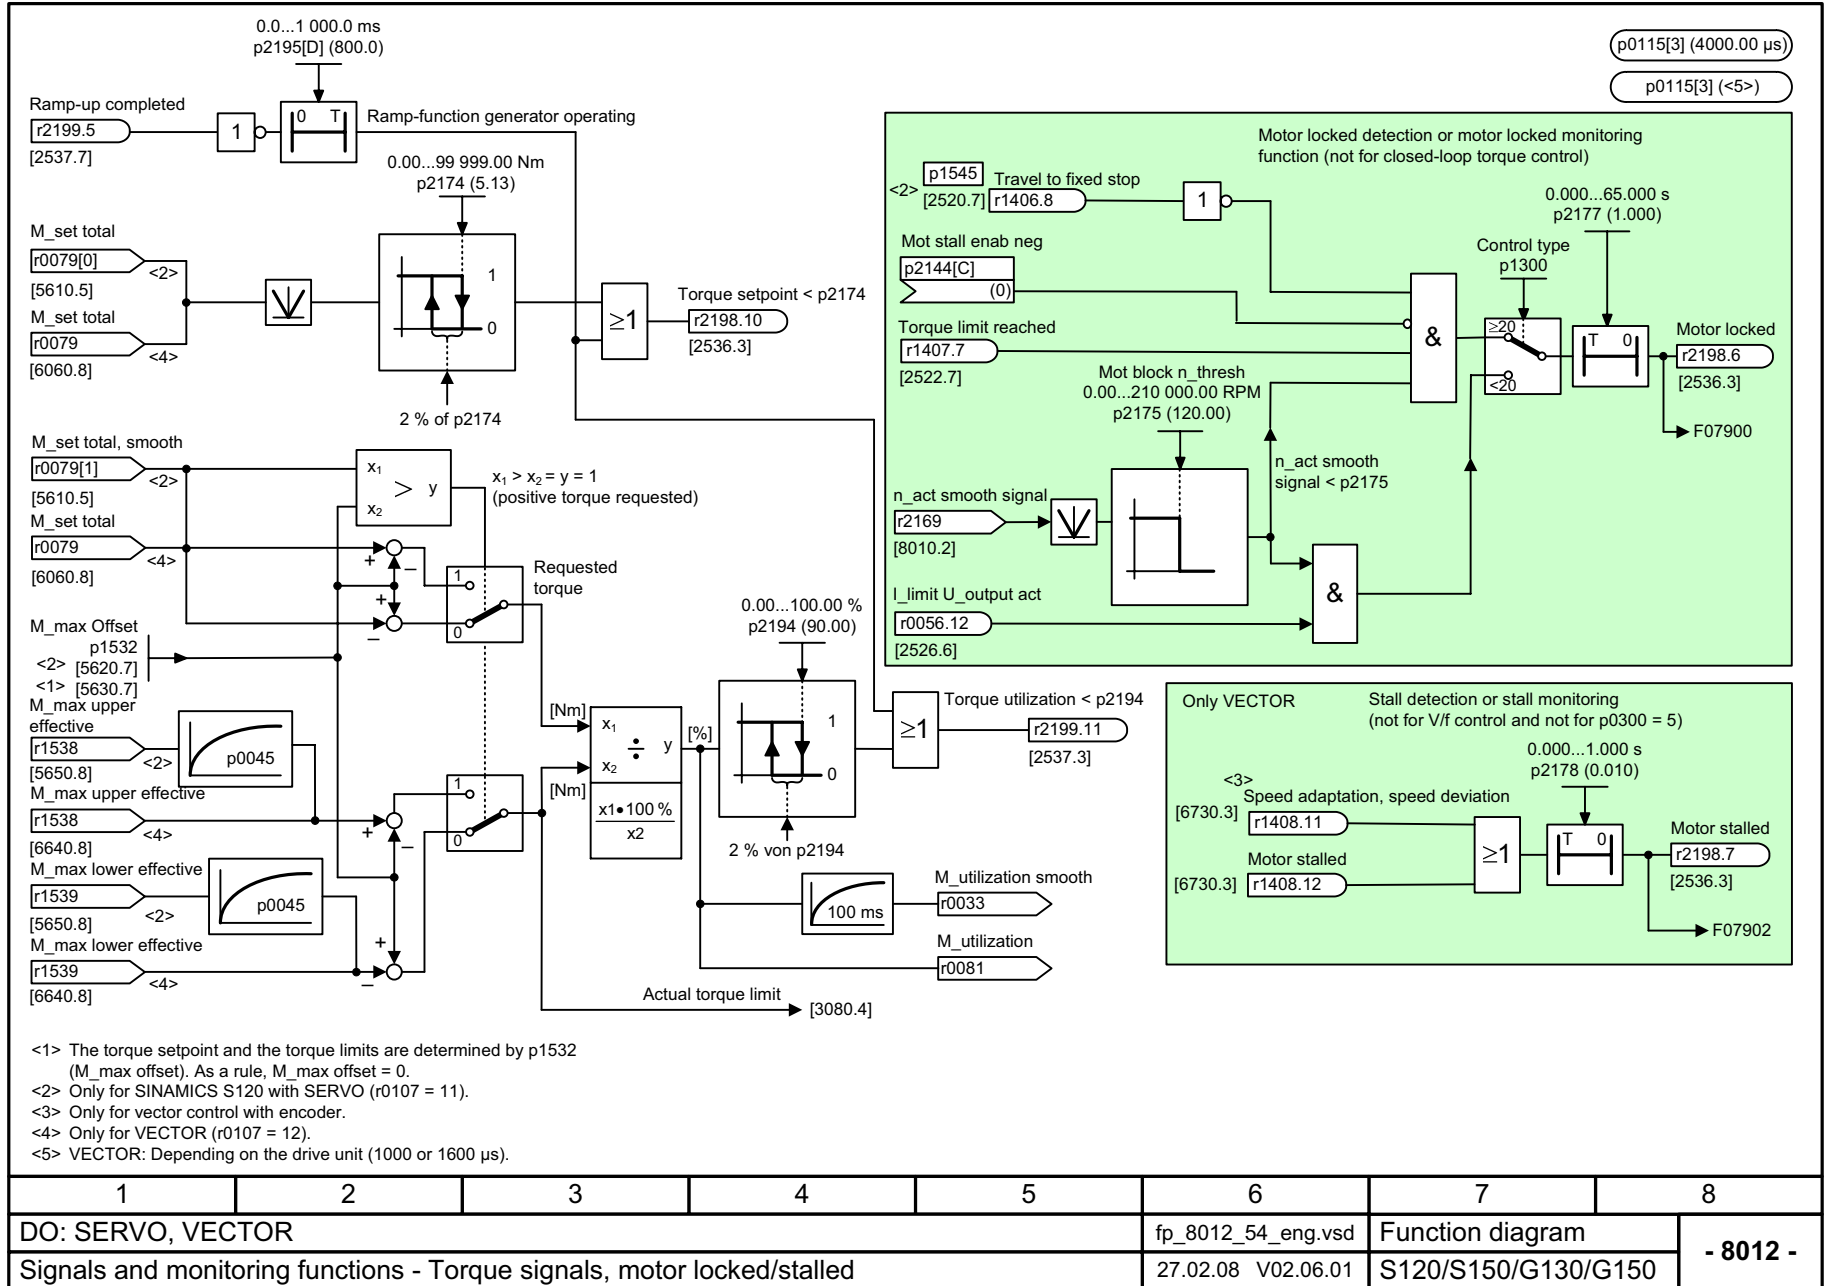 0.0...1 000.0 ms
p2195[D] (800.0)
p0115[3] (4000.00 µs)
p0115[3] (<5>)
Ramp-up completed
r2199.5
[2537.7]
1
0 T
Ramp-function generator operating
0.00...99 999.00 Nm
p2174 (5.13)
M_set total
r0079[0]
<2>
[5610.5]
M_set total
r0079
<4>
[6060.8]
1
0
2 % of p2174
≥1
Torque setpoint < p2174
r2198.10
[2536.3]
Motor locked detection or motor locked monitoring
function (not for closed-loop torque control)
<2>
p1545
[2520.7]
Travel to fixed stop
r1406.8
1
0.000...65.000 s
p2177 (1.000)
Mot stall enab neg
p2144[C]
(0)
Control type
p1300
Torque limit reached
r1407.7
[2522.7]
&
≥20
<20
T 0
Motor locked
r2198.6
[2536.3]
F07900
Mot block n_thresh
0.00...210 000.00 RPM
p2175 (120.00)
n_act smooth
signal < p2175
n_act smooth signal
r2169
[8010.2]
I_limit U_output act
r0056.12
[2526.6]
&
M_set total, smooth
r0079[1]
<2>
[5610.5]
M_set total
r0079
<4>
[6060.8]
x1
> y
x2
x1 > x2 = y = 1
(positive torque requested)
+
–
+
–
1
0
Requested
torque
M_max Offset
p1532
<2> [5620.7]
<1> [5630.7]
M_max upper
effective
r1538
<2>
[5650.8]
p0045
M_max upper effective
r1538
<4>
[6640.8]
M_max lower effective
r1539
<2>
[5650.8]
p0045
M_max lower effective
r1539
<4>
[6640.8]
+
–
+
–
1
0
[Nm]
[Nm]
x1
÷ y
x2
x1•100 %
x2
[%]
0.00...100.00 %
p2194 (90.00)
1
0
2 % von p2194
≥1
Torque utilization < p2194
r2199.11
[2537.3]
100 ms
M_utilization smooth
r0033
M_utilization
r0081
Actual torque limit
[3080.4]
Only VECTOR
Stall detection or stall monitoring
(not for V/f control and not for p0300 = 5)
0.000...1.000 s
p2178 (0.010)
<3>
Speed adaptation, speed deviation
[6730.3]
r1408.11
Motor stalled
[6730.3]
r1408.12
≥1
T 0
Motor stalled
r2198.7
[2536.3]
F07902
<1> The torque setpoint and the torque limits are determined by p1532
(M_max offset). As a rule, M_max offset = 0.
<2> Only for SINAMICS S120 with SERVO (r0107 = 11).
<3> Only for vector control with encoder.
<4> Only for VECTOR (r0107 = 12).
<5> VECTOR: Depending on the drive unit (1000 or 1600 µs).
1 2 3 4 5 6 7 8
DO: SERVO, VECTOR
fp_8012_54_eng.vsd
Function diagram
- 8012 -
Signals and monitoring functions - Torque signals, motor locked/stalled
27.02.08 V02.06.01
S120/S150/G130/G150